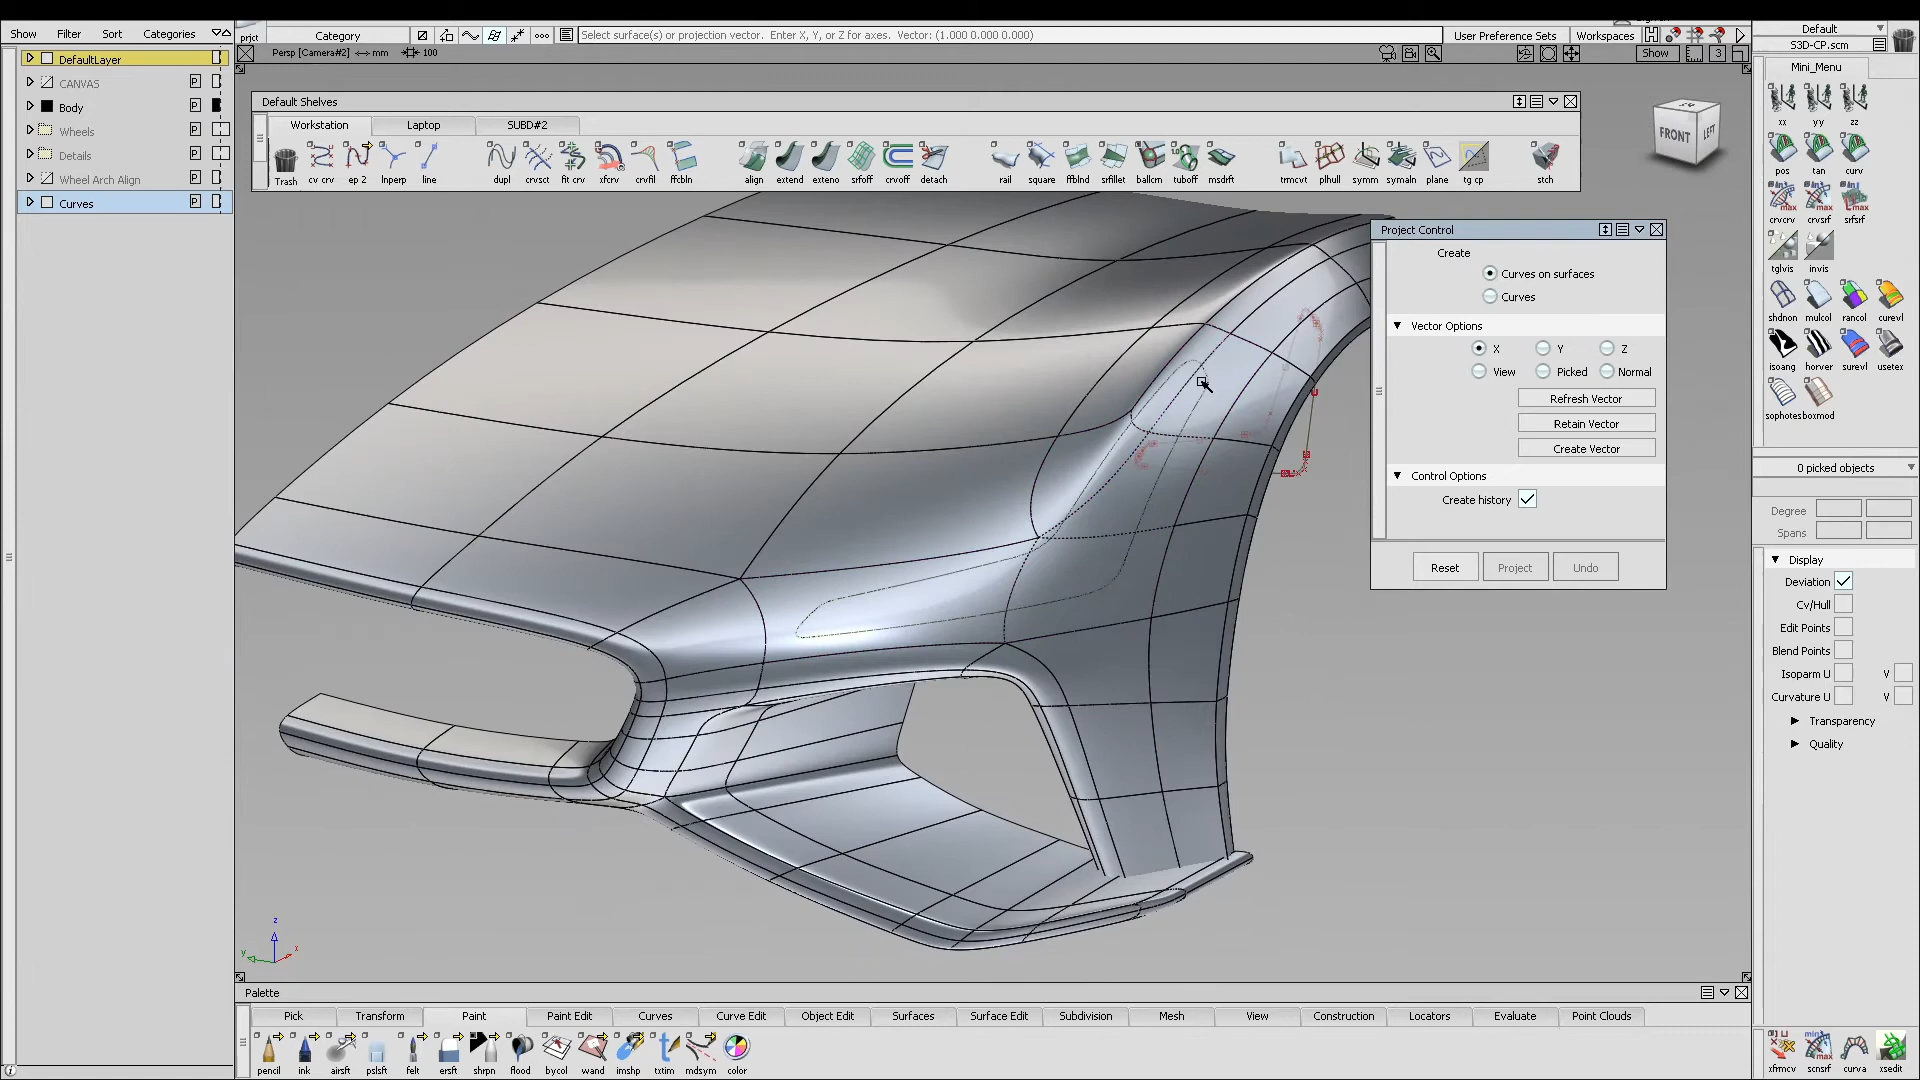 Show Filter Sort Categories
DefaultLayer
CANVAS P
Body P
Wheels P
Details P
Wheel Arch Align P
Curves P
prjct Category
Select surface(s) or projection vector. Enter X, Y, or Z for axes. Vector: (1.000 0.000 0.000)
User Preference Sets Workspaces
Persp [Camera#2] <-> mm 100
Show 3
Default Shelves
Workstation Laptop SUBD#2
Trash cv crv ep 2 lnperp line dupl crvsct fit crv xfcrv crvfil ffcbln align extend exteno srfoff crvoff detach rail square ffblnd srfillet ballcrn tuboff msdrft trmcvt plhull symm symaln plane tg cp stch
FRONT LEFT
Project Control
Create
Curves on surfaces
Curves
Vector Options
X Y Z
View Picked Normal
Refresh Vector
Retain Vector
Create Vector
Control Options
Create history
Reset Project Undo
z
y x
Default
S3D-CP.scm
Mini_Menu
xx yy zz
pos tan curv
crvcrv crvsrf srfsrf
tglvis invis
shdnon mulcol rancol curevl
isoang horver surevl usetex
sophotes boxmod
0 picked objects
Degree
Spans
Display
Deviation
Cv/Hull
Edit Points
Blend Points
Isoparm U V
Curvature U V
Transparency
Quality
Palette
Pick Transform Paint Paint Edit Curves Curve Edit Object Edit Surfaces Surface Edit Subdivision Mesh View Construction Locators Evaluate Point Clouds
pencil ink airsft pslsft felt ersft shrpn flood bycol wand imshp txtim mdsym color
xfrmcv scnsrf curva xsedit